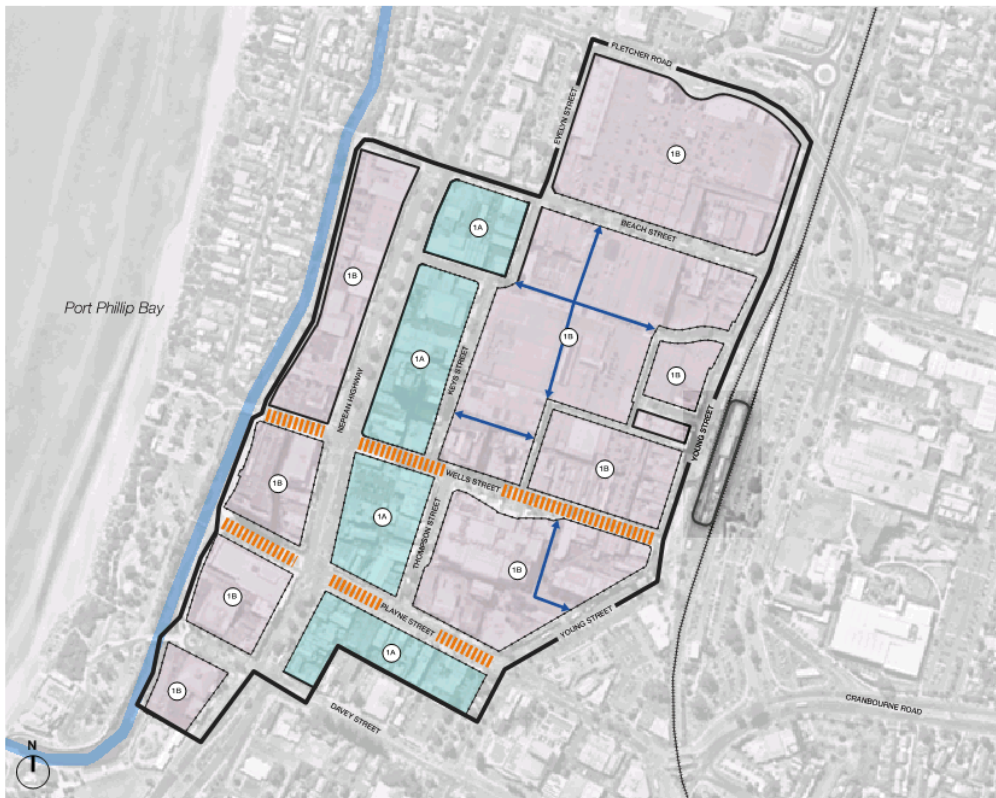 FLETCHER ROAD
EVELYN STREET
1B
BEACH STREET
1A
1B
Port Phillip Bay
1B
1A
KEYS STREET
1B
NEPEAN HIGHWAY
YOUNG STREET
1B
1B
WELLS STREET
1A
THOMPSON STREET
1B
1B
PLAYNE STREET
YOUNG STREET
1A
1B
DAVEY STREET
CRANBOURNE ROAD
N